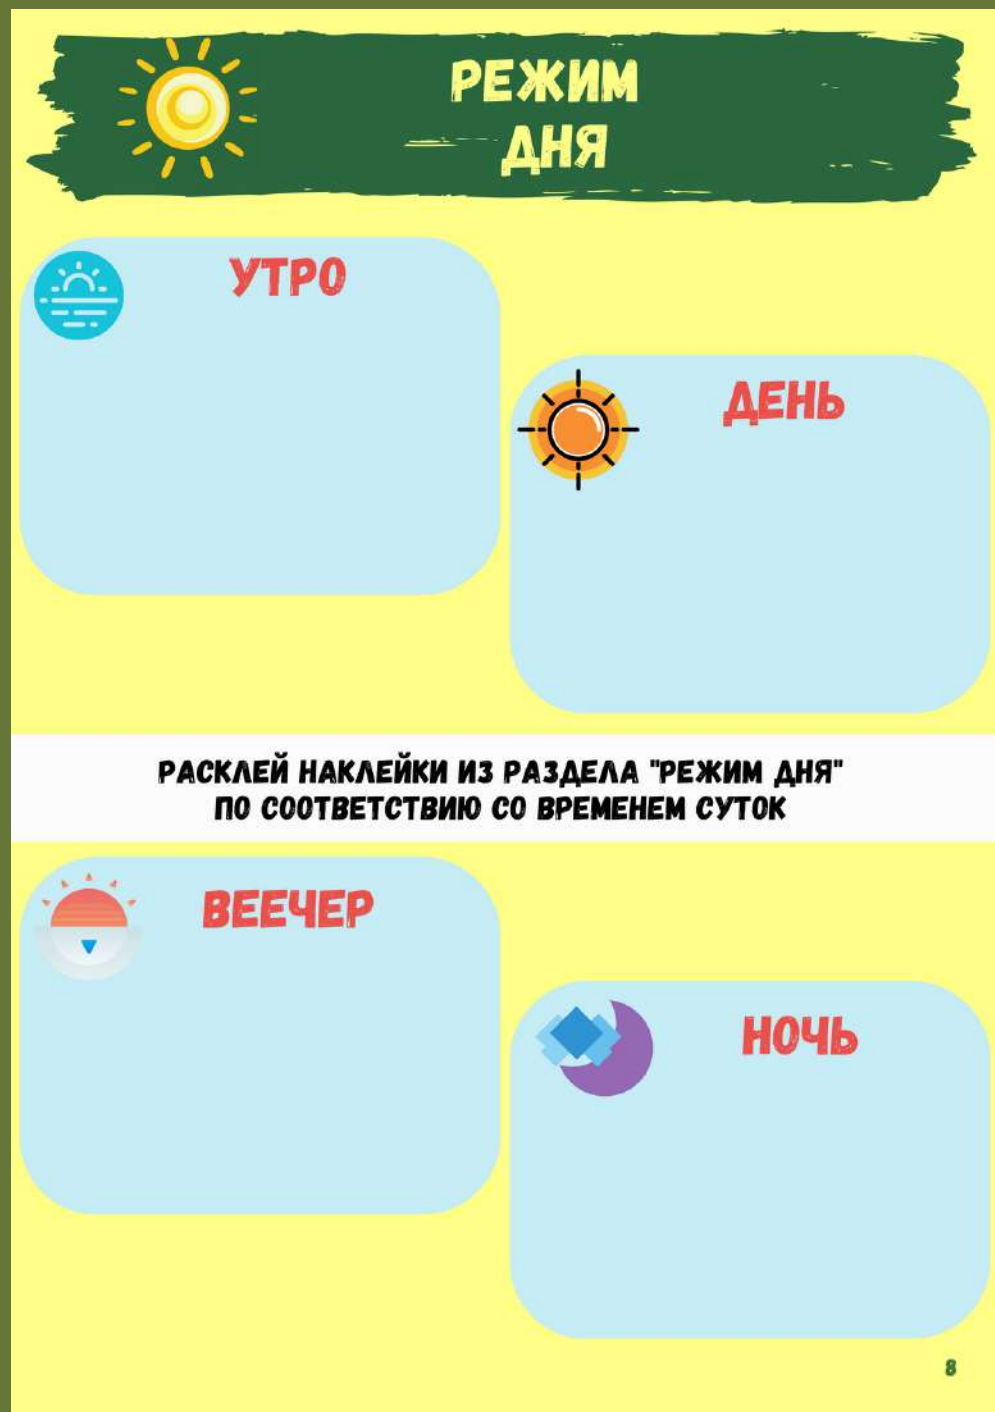 РЕЖИМ
ДНЯ
УТРО
ДЕНЬ
РАСКЛЕЙ НАКЛЕЙКИ ИЗ РАЗДЕЛА "РЕЖИМ ДНЯ"
ПО СООТВЕТСТВИЮ СО ВРЕМЕНЕМ СУТОК
ВЕЕЧЕР
НОЧЬ
8